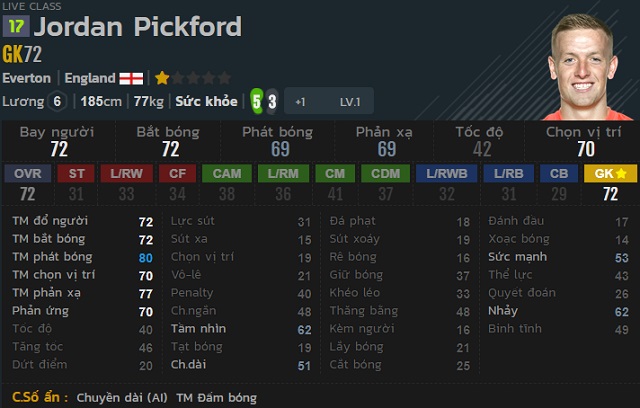 LIVE CLASS
17 Jordan Pickford
GK72
Everton | England | 
Lương 6 | 185cm | 77kg | Sức khỏe | 5 3 +1 LV.1
Bay người Bắt bóng Phát bóng Phản xạ Tốc độ Chọn vị trí
72 72 69 69 42 70
OVR ST L/RW CF CAM L/RM CM CDM L/RWB L/RB CB GK
72 31 33 34 38 36 41 37 32 31 29 72
TM đổ người 72 Lực sút 31 Đá phạt 18 Đánh đầu 17
TM bắt bóng 72 Sút xa 15 Sút xoáy 19 Xoạc bóng 14
TM phát bóng 80 Chọn vị trí 19 Rê bóng 16 Sức mạnh 53
TM chọn vị trí 70 Vô-lê 21 Giữ bóng 37 Thể lực 43
TM phản xạ 77 Penalty 40 Khéo léo 33 Quyết đoán 26
Phản ứng 70 Ch.ngắn 48 Thăng bằng 48 Nhảy 62
Tốc độ 40 Tầm nhìn 62 Kèm người 16 Bình tĩnh 49
Tăng tốc 46 Tạt bóng 19 Lấy bóng 21
Dứt điểm 20 Ch.dài 51 Cắt bóng 25
C.Số ẩn : Chuyền dài (AI) TM Đấm bóng